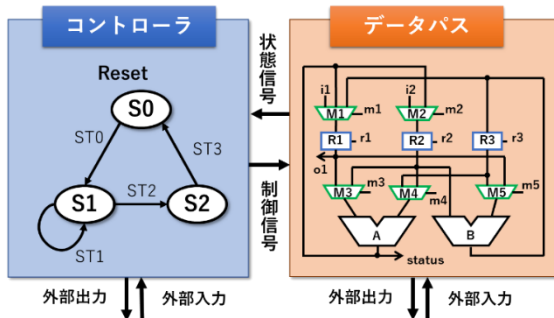 コントローラ
データパス
Reset
S0
ST0
ST3
S1
ST2
S2
ST1
状態信号
制御信号
i1
i2
M1
m1
M2
m2
R1
r1
R2
r2
R3
r3
o1
M3
m3
M4
m4
M5
m5
A
B
status
外部出力
外部入力
外部出力
外部入力